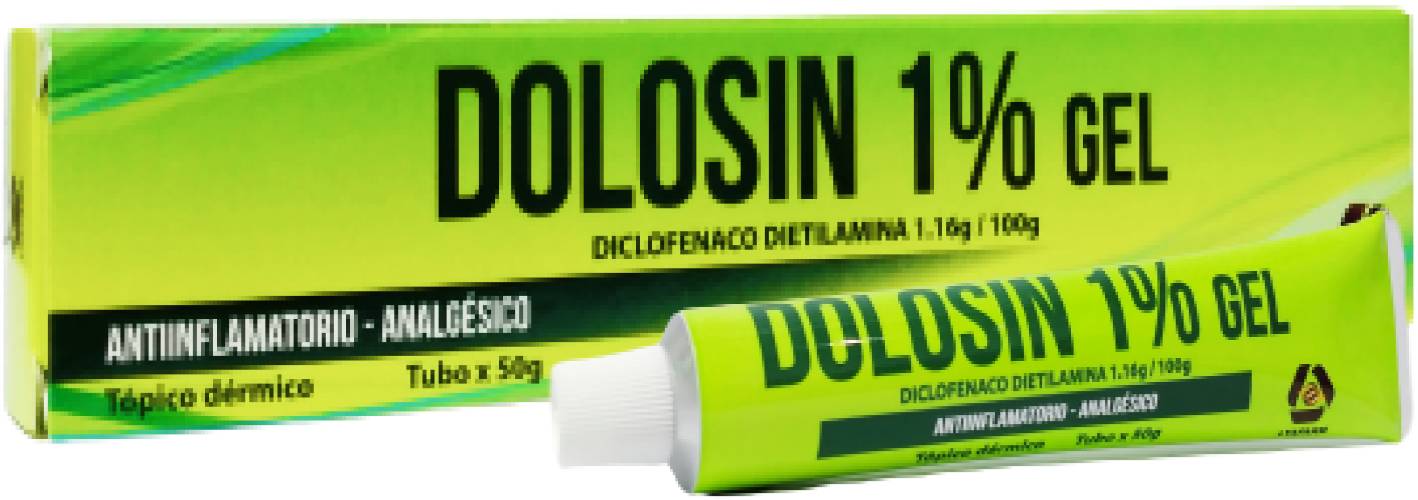 DOLOSIN 1% GEL
DICLOFENACO DIETILAMINA 1.16g / 100g
ANTIINFLAMATORIO - ANALGÉSICO
Tópico dérmico Tubo x 50g
DOLOSIN 1% GEL
DICLOFENACO DIETILAMINA 1.16g / 100g
ANTIINFLAMATORIO - ANALGÉSICO
Tópico dérmico Tubo x 50g